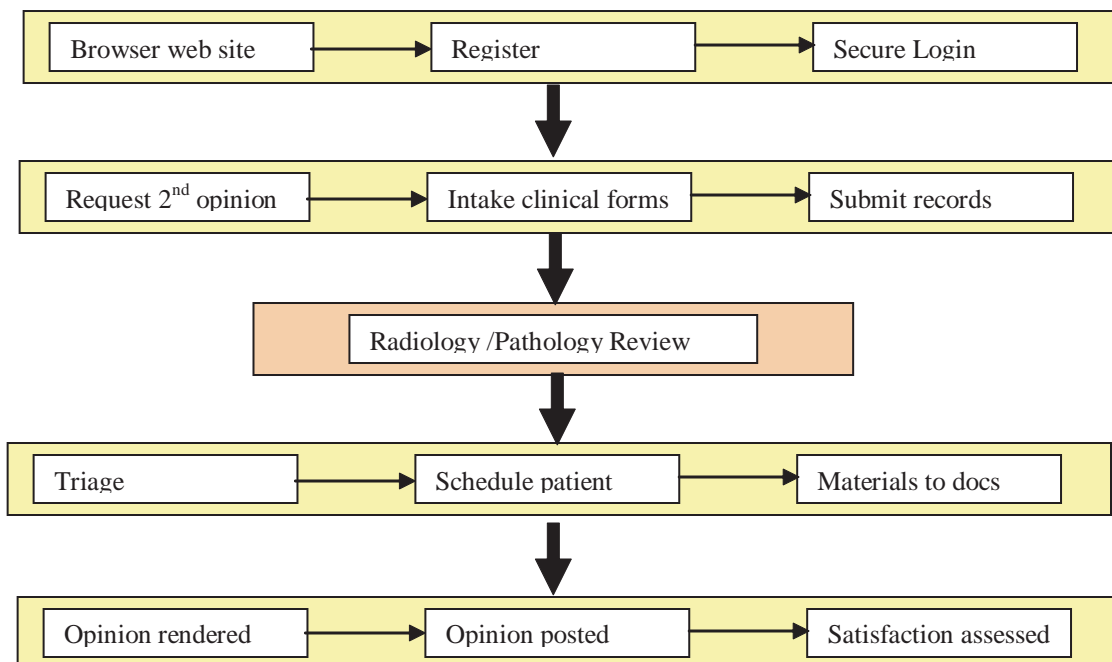 Browser web site
Register
Secure Login
Request 2nd opinion
Intake clinical forms
Submit records
Radiology /Pathology Review
Triage
Schedule patient
Materials to docs
Opinion rendered
Opinion posted
Satisfaction assessed